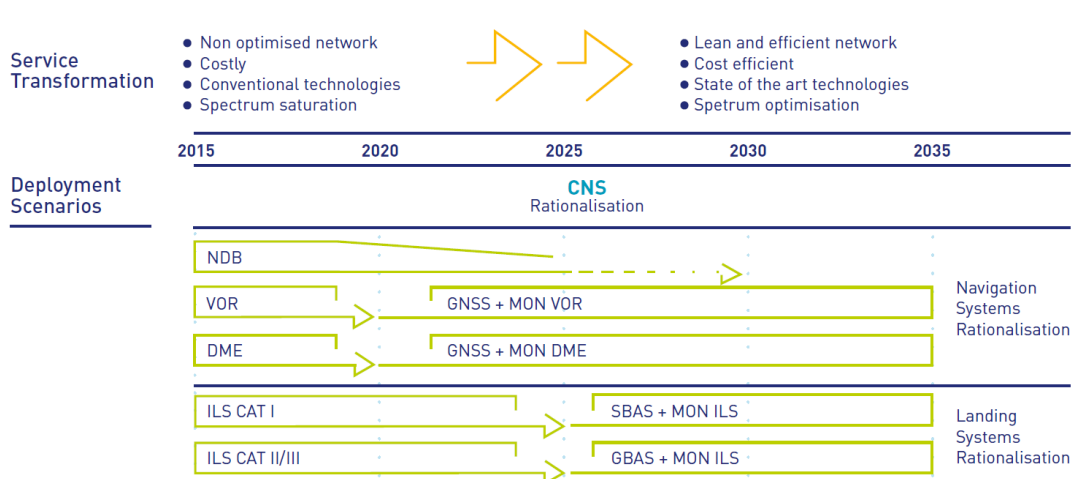 Service
Transformation
● Non optimised network
● Costly
● Conventional technologies
● Spectrum saturation
● Lean and efficient network
● Cost efficient
● State of the art technologies
● Spetrum optimisation
2015 2020 2025 2030 2035
Deployment
Scenarios
CNS
Rationalisation
NDB
VOR
GNSS + MON VOR
DME
GNSS + MON DME
Navigation
Systems
Rationalisation
ILS CAT I
SBAS + MON ILS
ILS CAT II/III
GBAS + MON ILS
Landing
Systems
Rationalisation